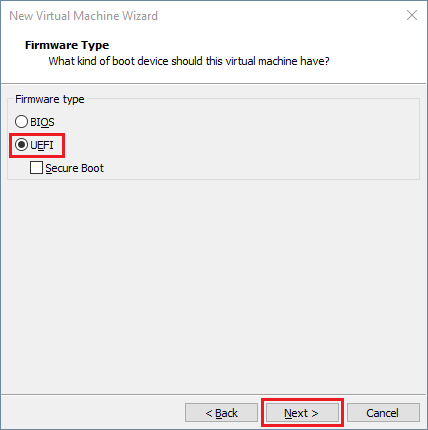 New Virtual Machine Wizard
Firmware Type
What kind of boot device should this virtual machine have?
Firmware type
BIOS
UEFI
Secure Boot
< Back
Next >
Cancel